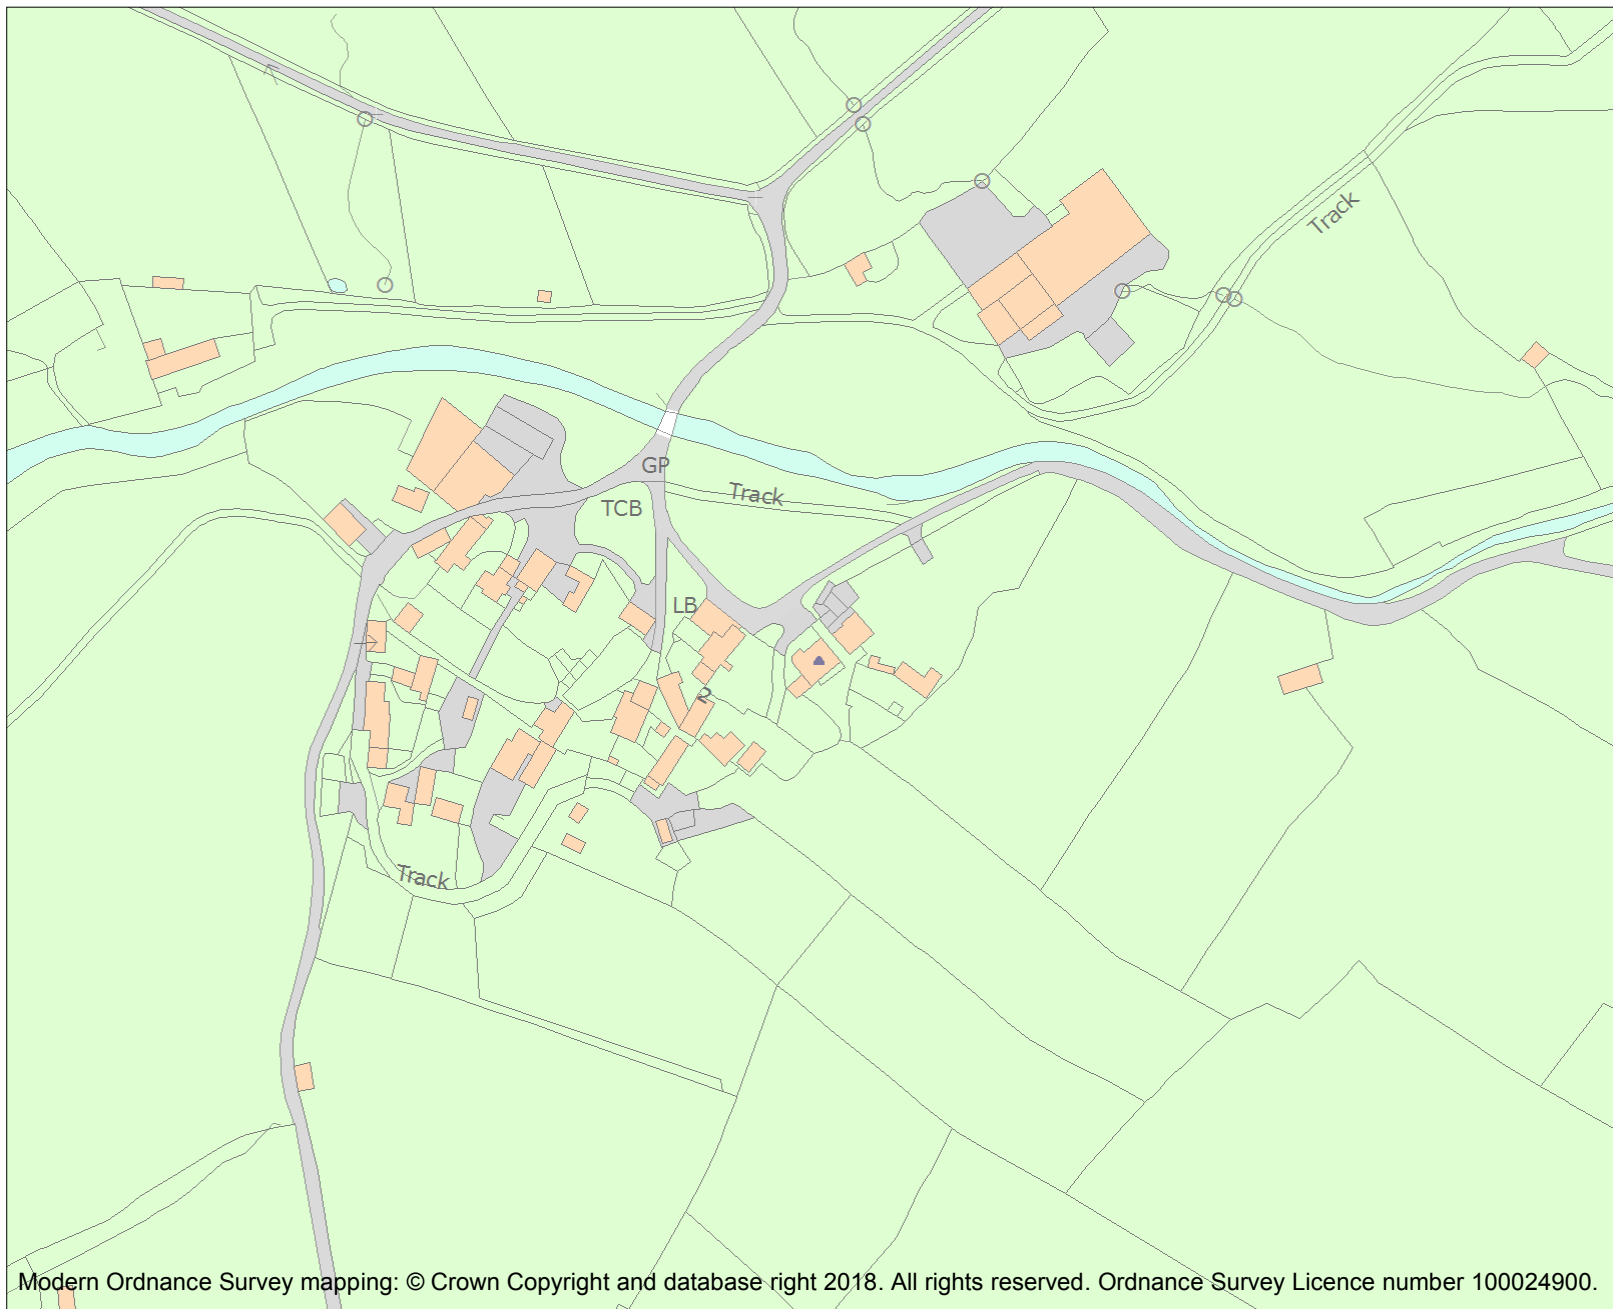 Track
GP
Track
TCB
LB
2
Track
Modern Ordnance Survey mapping: © Crown Copyright and database right 2018. All rights reserved. Ordnance Survey Licence number 100024900.